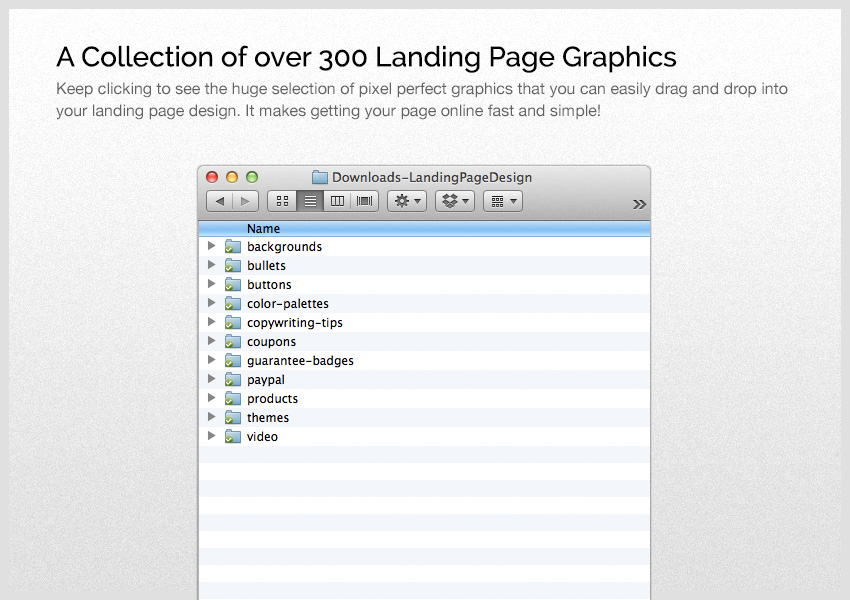 A Collection of over 300 Landing Page Graphics
Keep clicking to see the huge selection of pixel perfect graphics that you can easily drag and drop into
your landing page design. It makes getting your page online fast and simple!
Downloads-LandingPageDesign
Name
backgrounds
bullets
buttons
color-palettes
copywriting-tips
coupons
guarantee-badges
paypal
products
themes
video